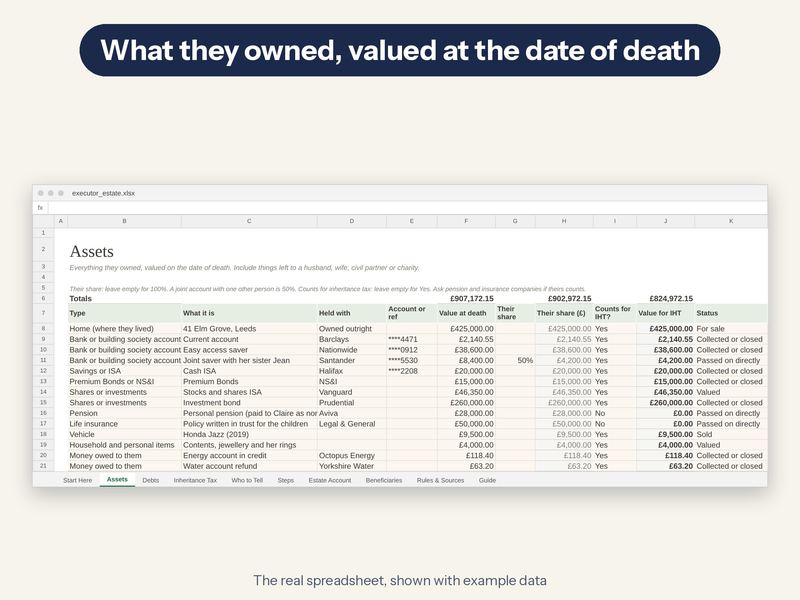 What they owned, valued at the date of death
executor_estate.xlsx
fx
A B C D E F G H I J K
1
2 Assets
3 Everything they owned, valued on the date of death. Include things left to a husband, wife, civil partner or charity.
4
5 Their share: leave empty for 100%. A joint account with one other person is 50%. Counts for inheritance tax: leave empty for Yes. Ask pension and insurance companies if theirs counts.
6 Totals £907,172.15 £902,972.15 £824,972.15
7 Type What it is Held with Account or ref Value at death Their share Their share (£) Counts for IHT? Value for IHT Status
8 Home (where they lived) 41 Elm Grove, Leeds Owned outright £425,000.00 £425,000.00 Yes £425,000.00 For sale
9 Bank or building society account Current account Barclays ****4471 £2,140.55 £2,140.55 Yes £2,140.55 Collected or closed
10 Bank or building society account Easy access saver Nationwide ****0912 £38,600.00 £38,600.00 Yes £38,600.00 Collected or closed
11 Bank or building society account Joint saver with her sister Jean Santander ****5530 £8,400.00 50% £4,200.00 Yes £4,200.00 Passed on directly
12 Savings or ISA Cash ISA Halifax ****2208 £20,000.00 £20,000.00 Yes £20,000.00 Collected or closed
13 Premium Bonds or NS&I Premium Bonds NS&I £15,000.00 £15,000.00 Yes £15,000.00 Collected or closed
14 Shares or investments Stocks and shares ISA Vanguard £46,350.00 £46,350.00 Yes £46,350.00 Valued
15 Shares or investments Investment bond Prudential £260,000.00 £260,000.00 Yes £260,000.00 Collected or closed
16 Pension Personal pension (paid to Claire as nor Aviva £28,000.00 £28,000.00 No £0.00 Passed on directly
17 Life insurance Policy written in trust for the children Legal & General £50,000.00 £50,000.00 No £0.00 Passed on directly
18 Vehicle Honda Jazz (2019) £9,500.00 £9,500.00 Yes £9,500.00 Sold
19 Household and personal items Contents, jewellery and her rings £4,000.00 £4,000.00 Yes £4,000.00 Valued
20 Money owed to them Energy account in credit Octopus Energy £118.40 £118.40 Yes £118.40 Collected or closed
21 Money owed to them Water account refund Yorkshire Water £63.20 £63.20 Yes £63.20 Collected or closed
Start Here Assets Debts Inheritance Tax Who to Tell Steps Estate Account Beneficiaries Rules & Sources Guide
The real spreadsheet, shown with example data